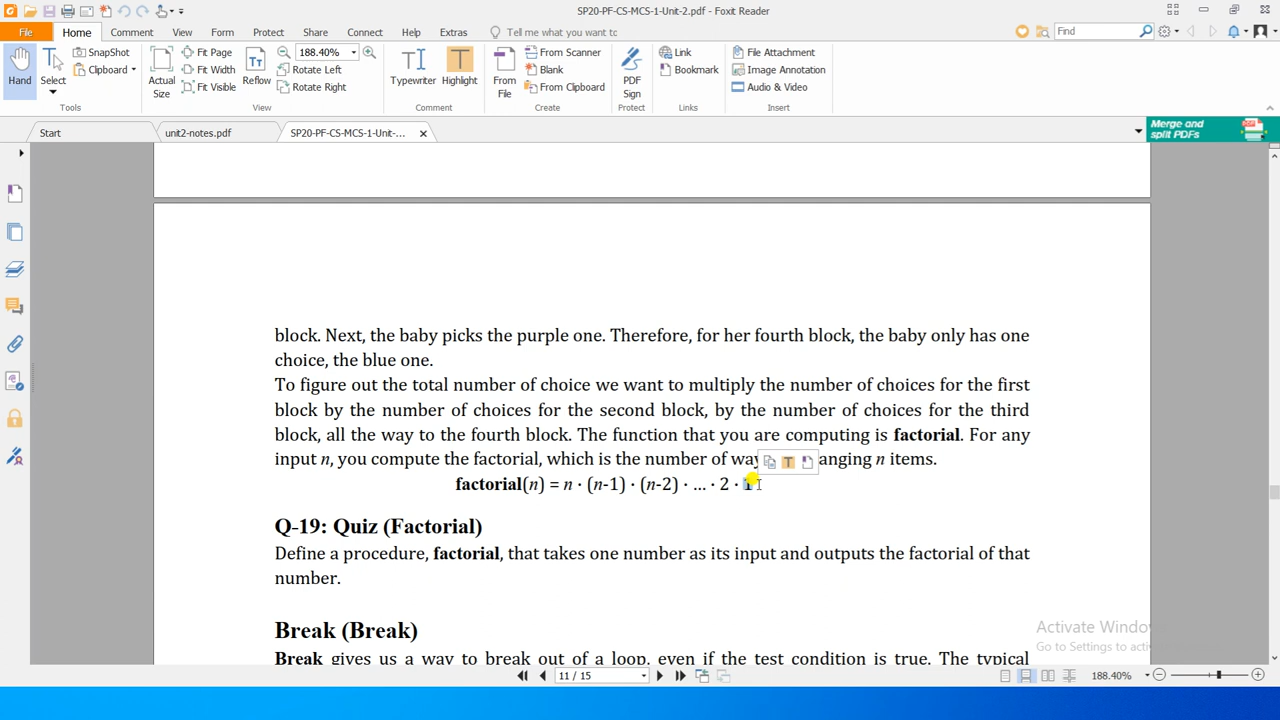 SP20-PF-CS-MCS-1-Unit-2.pdf - Foxit Reader
File Home Comment View Form Protect Share Connect Help Extras Tell me what you want to Find
Hand
Select
SnapShot
Clipboard
Tools
Actual Size
Fit Page
Fit Width
Fit Visible
Reflow
188.40%
Rotate Left
Rotate Right
View
Typewriter
Highlight
Comment
From File
From Scanner
Blank
From Clipboard
Create
PDF Sign
Protect
Link
Bookmark
Links
File Attachment
Image Annotation
Audio & Video
Insert
Start unit2-notes.pdf SP20-PF-CS-MCS-1-Unit-...
Merge and
split PDFs
block. Next, the baby picks the purple one. Therefore, for her fourth block, the baby only has one
choice, the blue one.
To figure out the total number of choice we want to multiply the number of choices for the first
block by the number of choices for the second block, by the number of choices for the third
block, all the way to the fourth block. The function that you are computing is factorial. For any
input n, you compute the factorial, which is the number of way anging n items.
factorial(n) = n · (n-1) · (n-2) · ... · 2 · 1
Q-19: Quiz (Factorial)
Define a procedure, factorial, that takes one number as its input and outputs the factorial of that
number.
Break (Break)
Break gives us a way to break out of a loop, even if the test condition is true. The typical
Activate Windo
Go to Settings to acti
11 / 15
188.40%